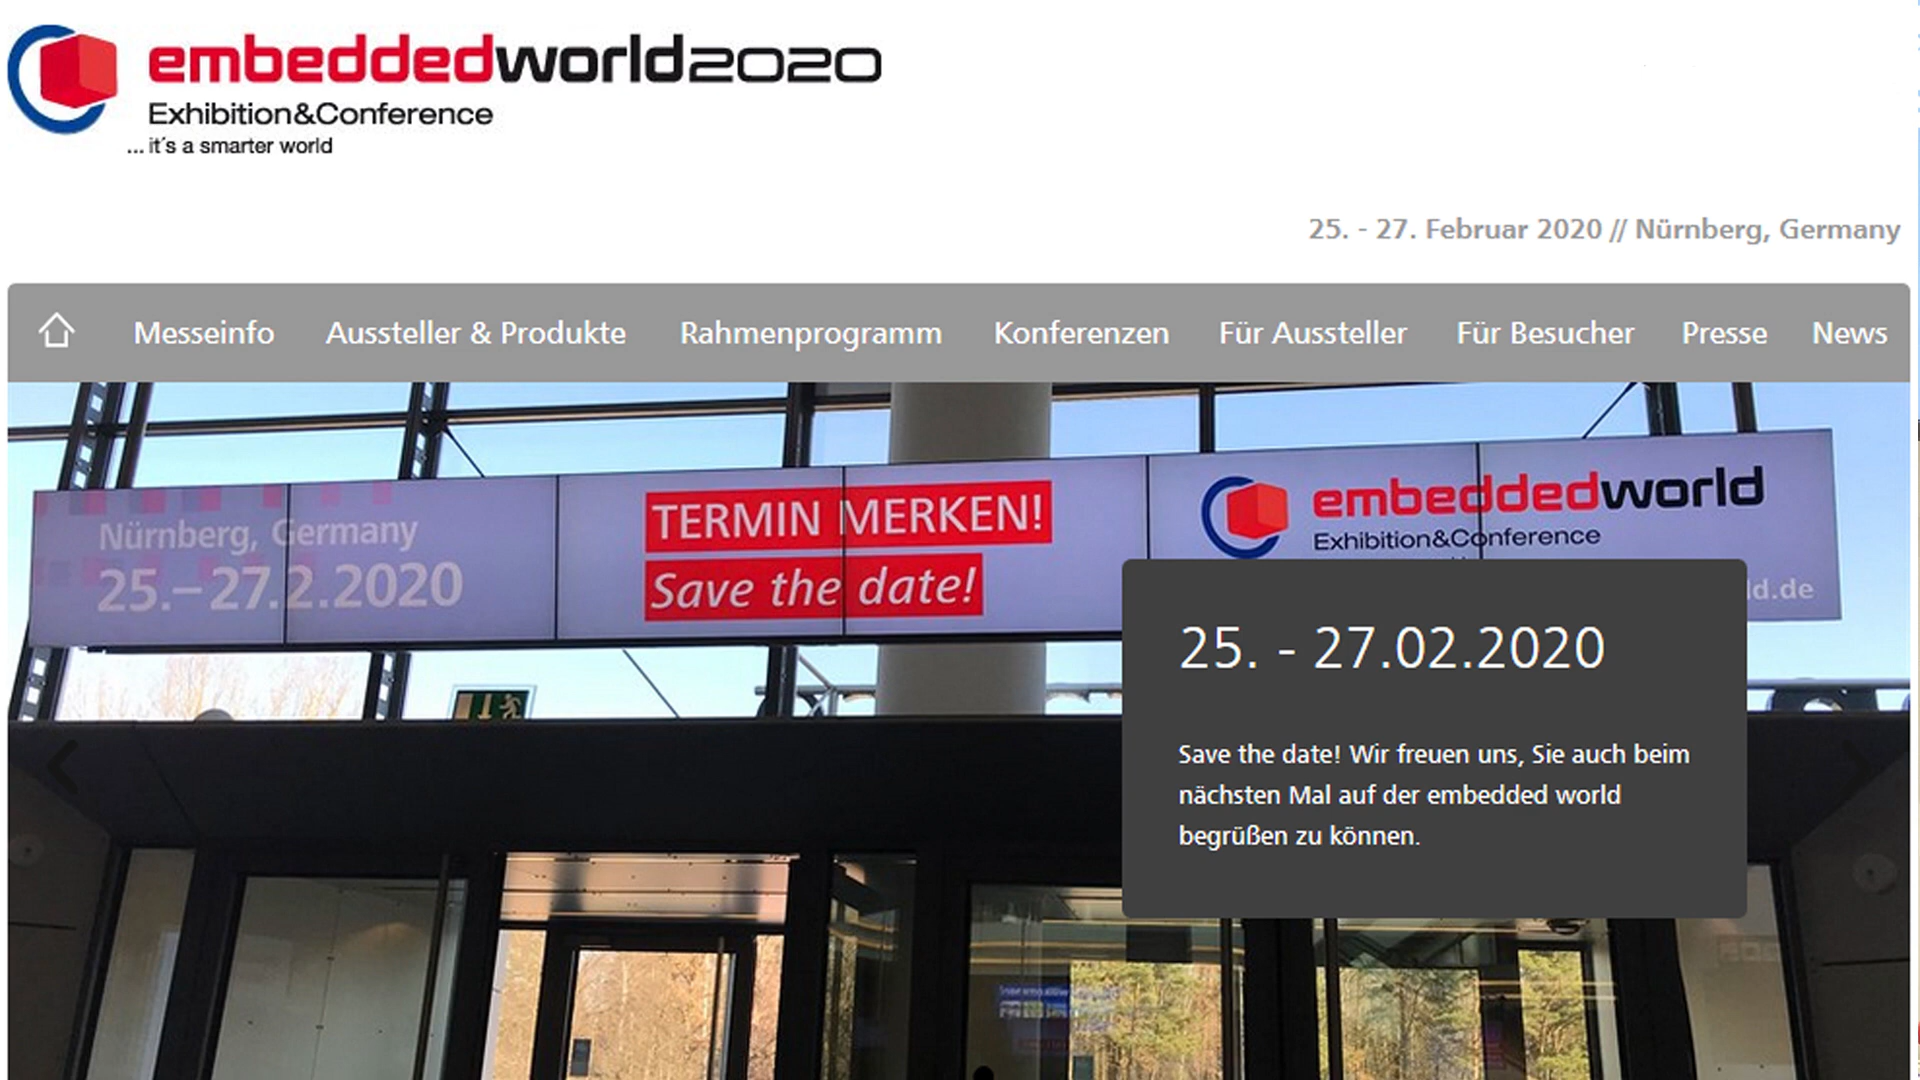 embeddedworld2020
Exhibition&Conference
... it´s a smarter world
25. - 27. Februar 2020 // Nürnberg, Germany
Messeinfo Aussteller & Produkte Rahmenprogramm Konferenzen Für Aussteller Für Besucher Presse News
Nürnberg, Germany
25.–27.2.2020
TERMIN MERKEN!
Save the date!
embeddedworld
Exhibition&Conference
ld.de
25. - 27.02.2020
Save the date! Wir freuen uns, Sie auch beim
nächsten Mal auf der embedded world
begrüßen zu können.